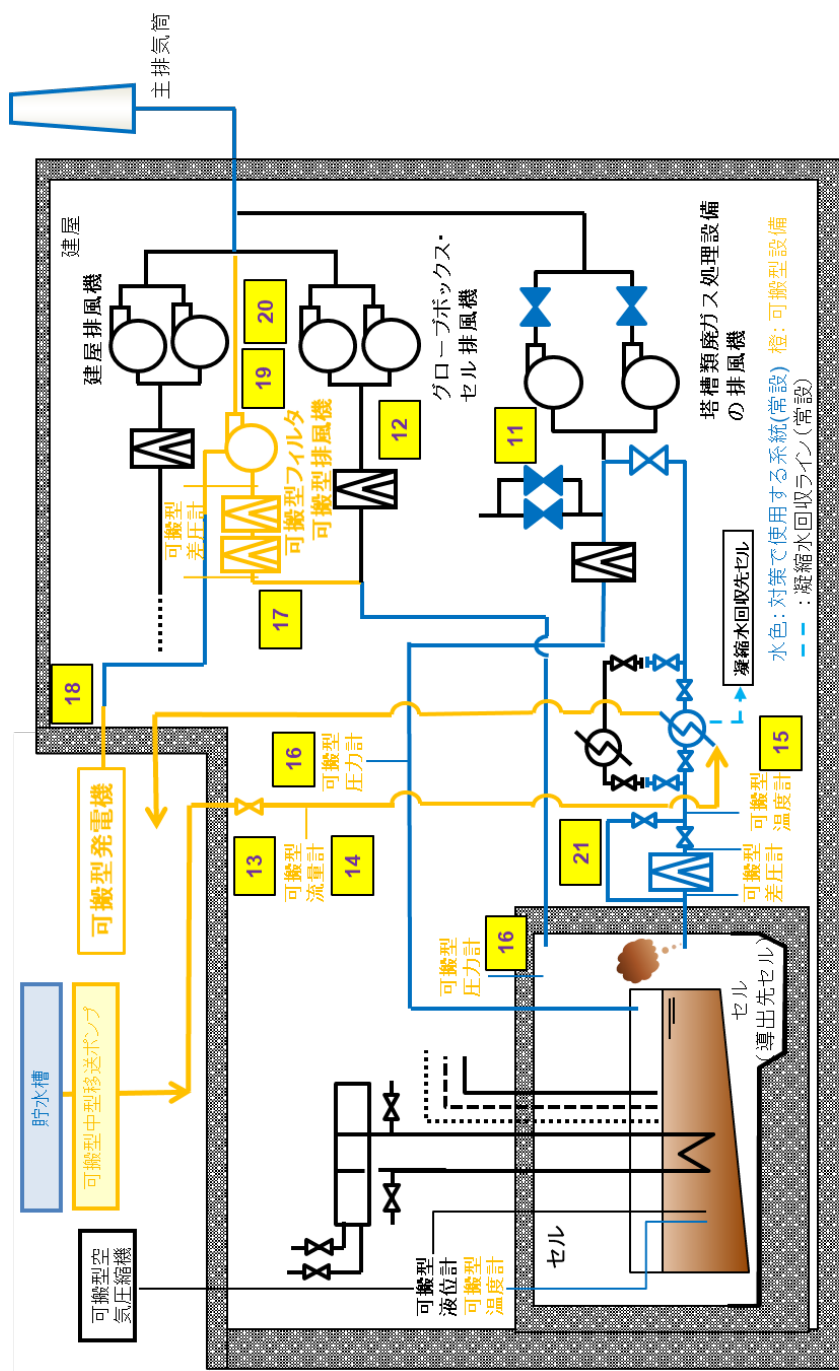 貯水槽
可搬型中型移送ポンプ
可搬型発電機
可搬型空
気圧縮機
主排気筒
建屋
建屋排風機
20
19
18
可搬型
差圧計
可搬型フィルタ
可搬型排風機
17
12
グローブボックス・
セル排風機
11
塔槽類廃ガス処理設備
の排風機
16
可搬型
圧力計
13
可搬型
流量計
14
16
可搬型
圧力計
21
15
可搬型
温度計
可搬型
差圧計
凝縮水回収先セル
セル
可搬型
液位計
可搬型
温度計
セル
(導出先セル)
水色:対策で使用する系統(常設) 橙:可搬型設備
:凝縮水回収ライン(常設)